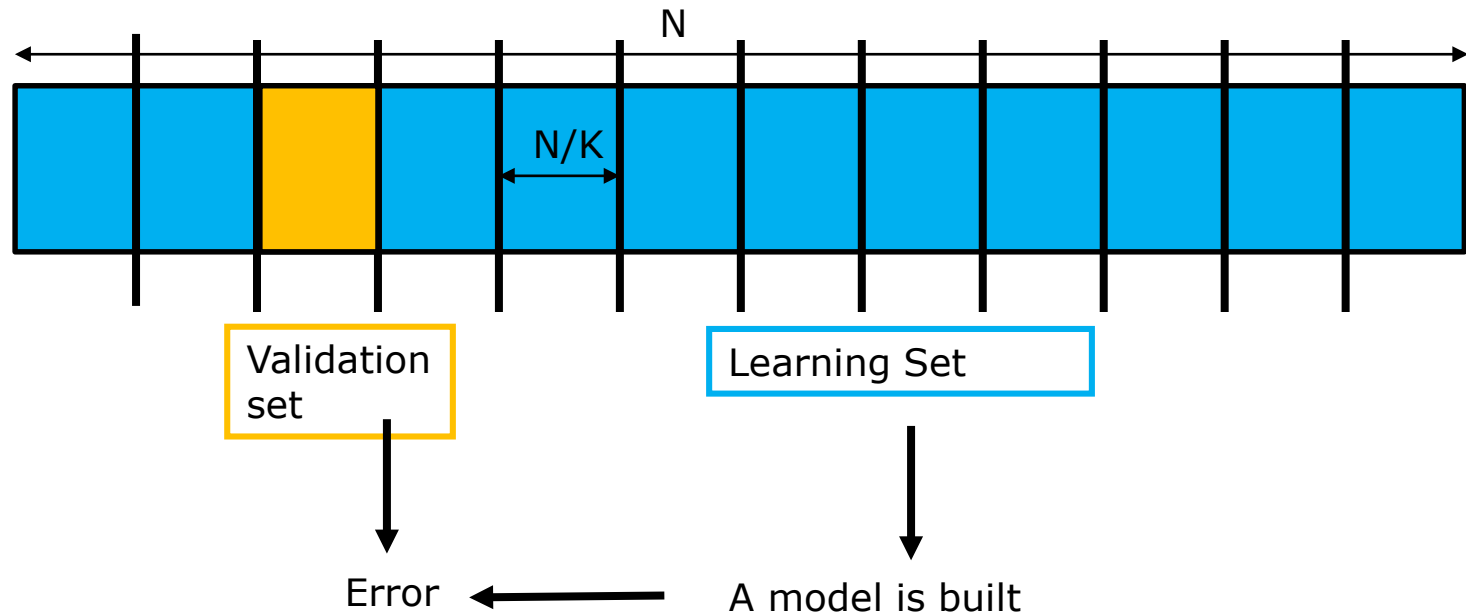 N
N/K
Validation
set
Learning Set
Error
A model is built